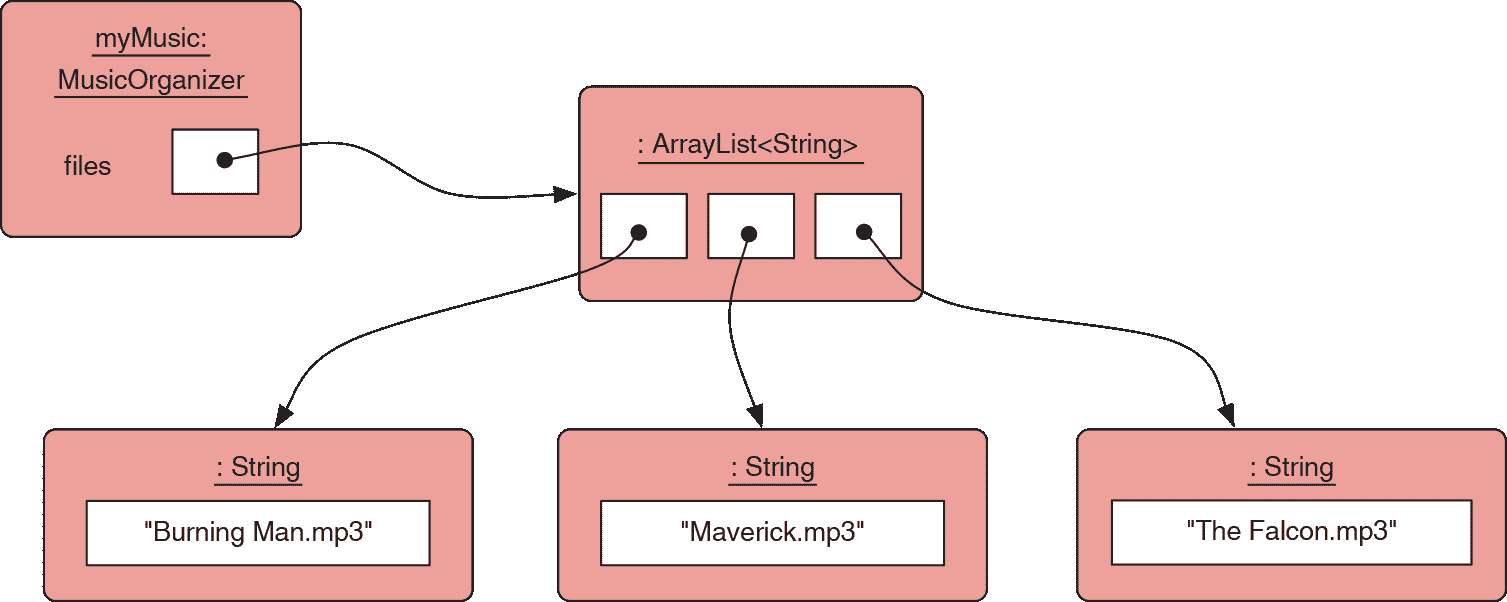 myMusic:
MusicOrganizer
files
: ArrayList<String>
: String
"Burning Man.mp3"
: String
"Maverick.mp3"
: String
"The Falcon.mp3"